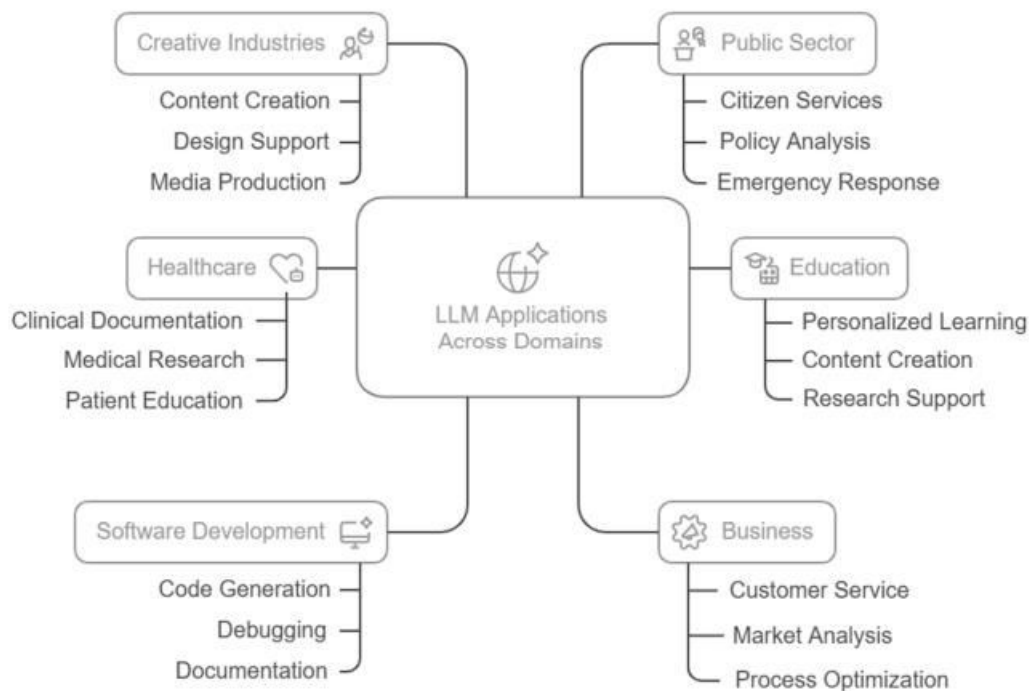 Creative Industries
Content Creation
Design Support
Media Production
Public Sector
Citizen Services
Policy Analysis
Emergency Response
Healthcare
Clinical Documentation
Medical Research
Patient Education
LLM Applications
Across Domains
Education
Personalized Learning
Content Creation
Research Support
Software Development
Code Generation
Debugging
Documentation
Business
Customer Service
Market Analysis
Process Optimization